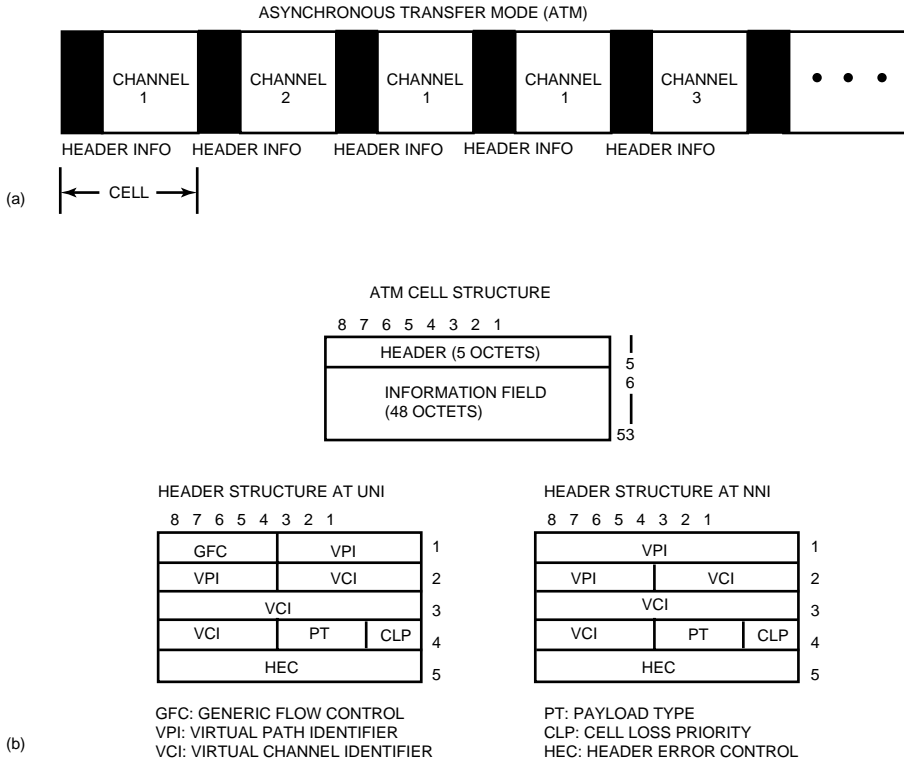 ASYNCHRONOUS TRANSFER MODE (ATM)
CHANNEL 1
CHANNEL 2
CHANNEL 1
CHANNEL 1
CHANNEL 3
• • •
HEADER INFO HEADER INFO HEADER INFO HEADER INFO HEADER INFO
(a)
CELL
ATM CELL STRUCTURE
8 7 6 5 4 3 2 1
HEADER (5 OCTETS)
5
6
INFORMATION FIELD
(48 OCTETS)
53
HEADER STRUCTURE AT UNI
8 7 6 5 4 3 2 1
GFC VPI 1
VPI VCI 2
VCI 3
VCI PT CLP 4
HEC 5
HEADER STRUCTURE AT NNI
8 7 6 5 4 3 2 1
VPI 1
VPI VCI 2
VCI 3
VCI PT CLP 4
HEC 5
(b)
GFC: GENERIC FLOW CONTROL
VPI: VIRTUAL PATH IDENTIFIER
VCI: VIRTUAL CHANNEL IDENTIFIER
PT: PAYLOAD TYPE
CLP: CELL LOSS PRIORITY
HEC: HEADER ERROR CONTROL